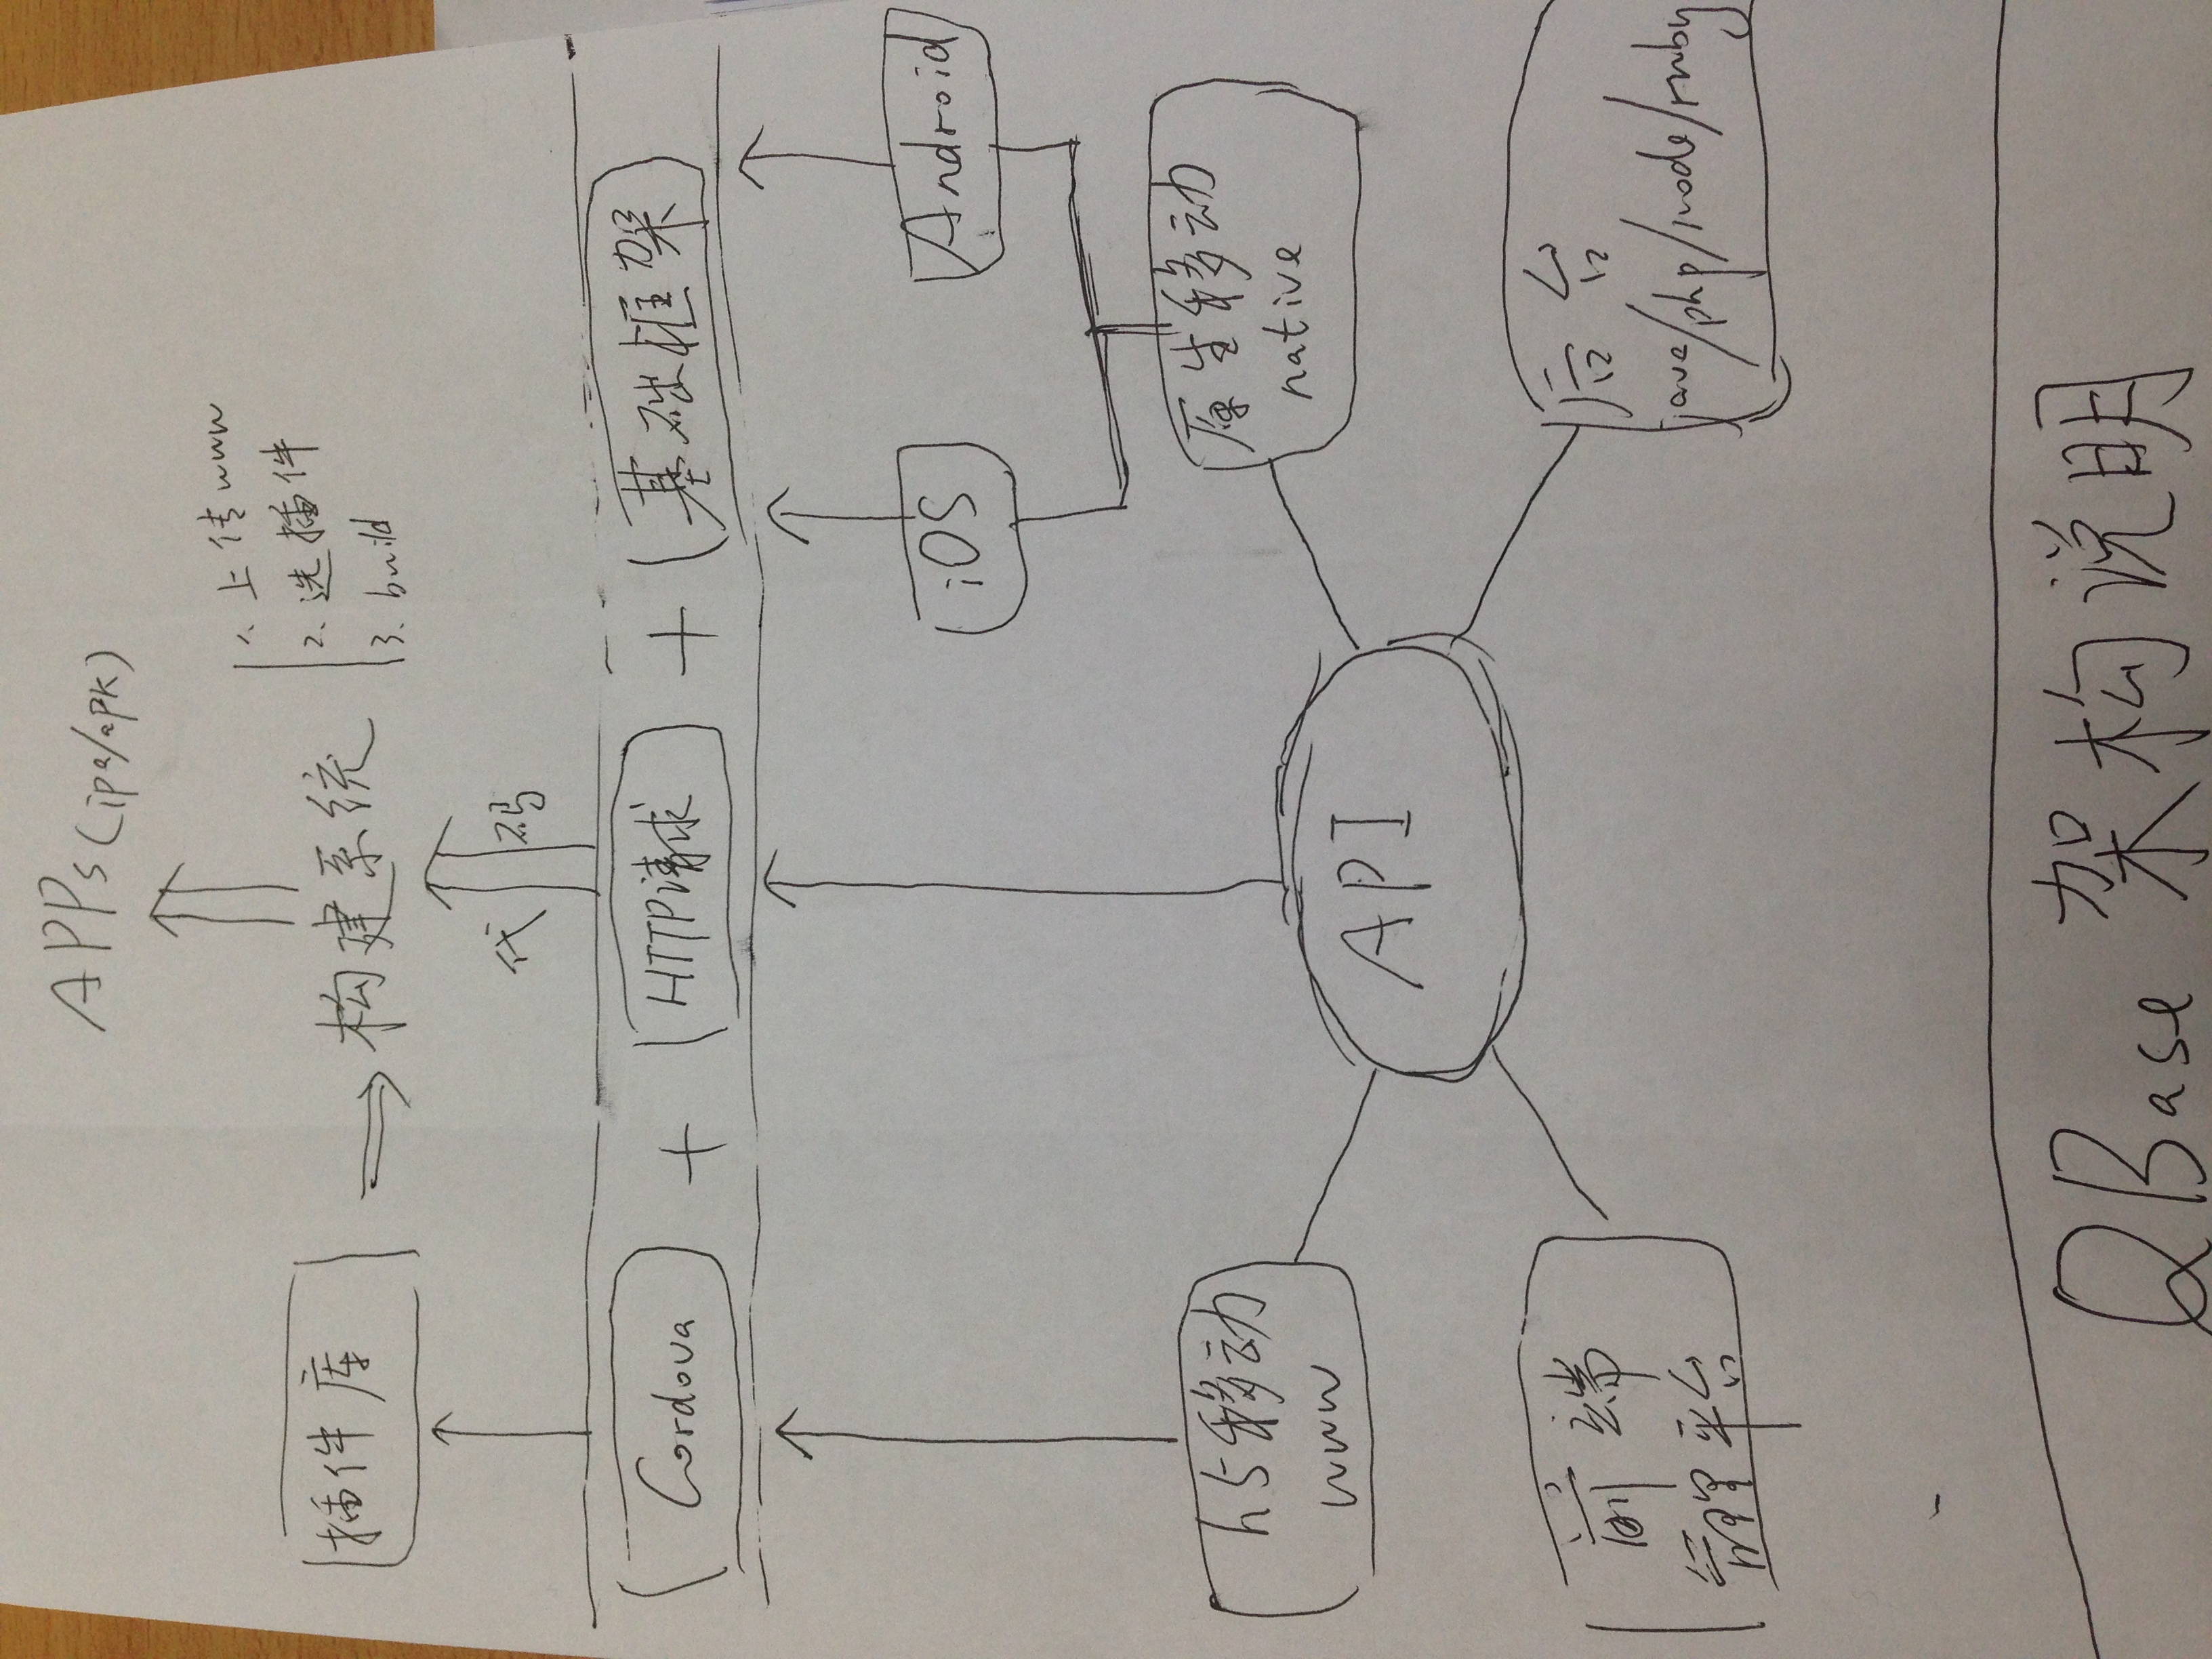 APPs (ipa/apk)
1. 上传www
2. 选插件
3. build
插件库
构建系统
代码
Cordova + HTTP请求 + 基础框架
iOS
Android
h5移动
www
原生移动
native
API
前端
管理平台
后台
java/php/node/ruby
QBase 架构说明